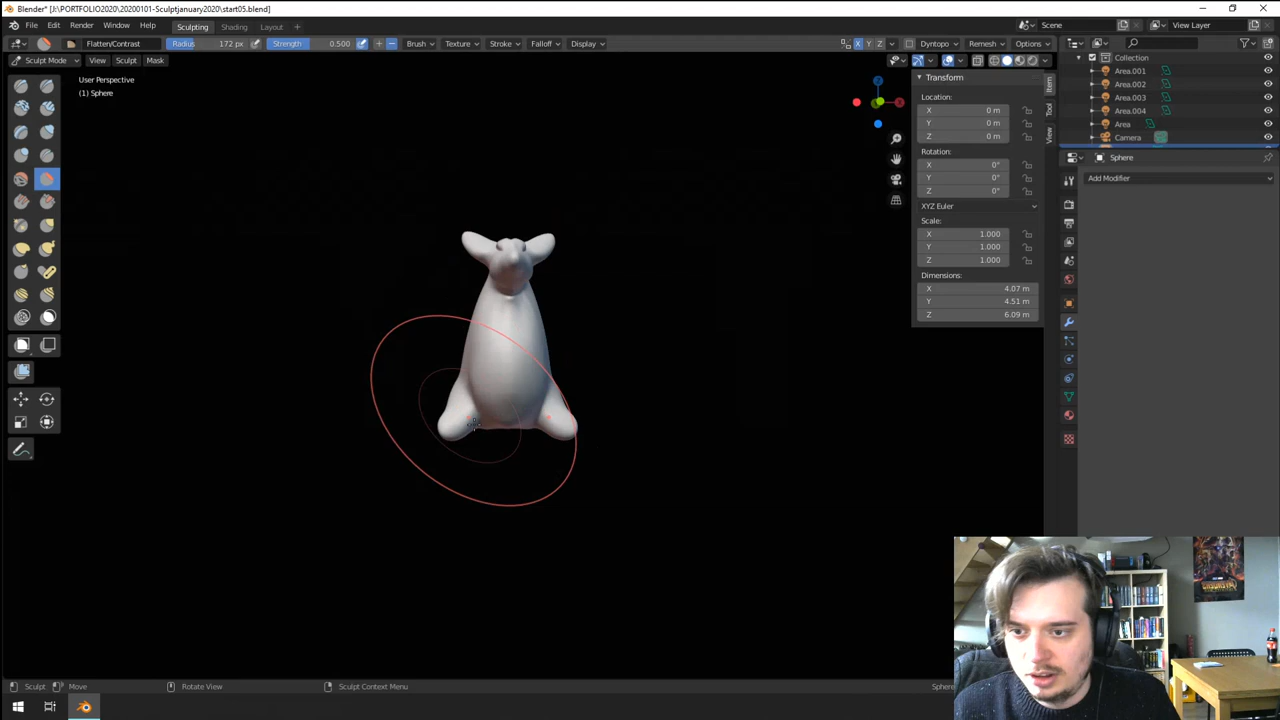 Blender* [J:\PORTFOLIO2020\20200101-Sculptjanuary2020\start05.blend]
File Edit Render Window Help Sculpting Shading Layout Scene View Layer
Flatten/Contrast Radius 172 px Strength 0.500 Brush Texture Stroke Falloff Display X Y Z Dyntopo Remesh Options
Sculpt Mode View Sculpt Mask
User Perspective
(1) Sphere
Transform
Location:
X 0 m
Y 0 m
Z 0 m
Rotation:
X 0°
Y 0°
Z 0°
XYZ Euler
Scale:
X 1.000
Y 1.000
Z 1.000
Dimensions:
X 4.07 m
Y 4.51 m
Z 6.09 m
Item
Tool
View
Collection
Area.001
Area.002
Area.003
Area.004
Area
Camera
Sphere
Add Modifier
Sculpt Move Rotate View Sculpt Context Menu Sphere